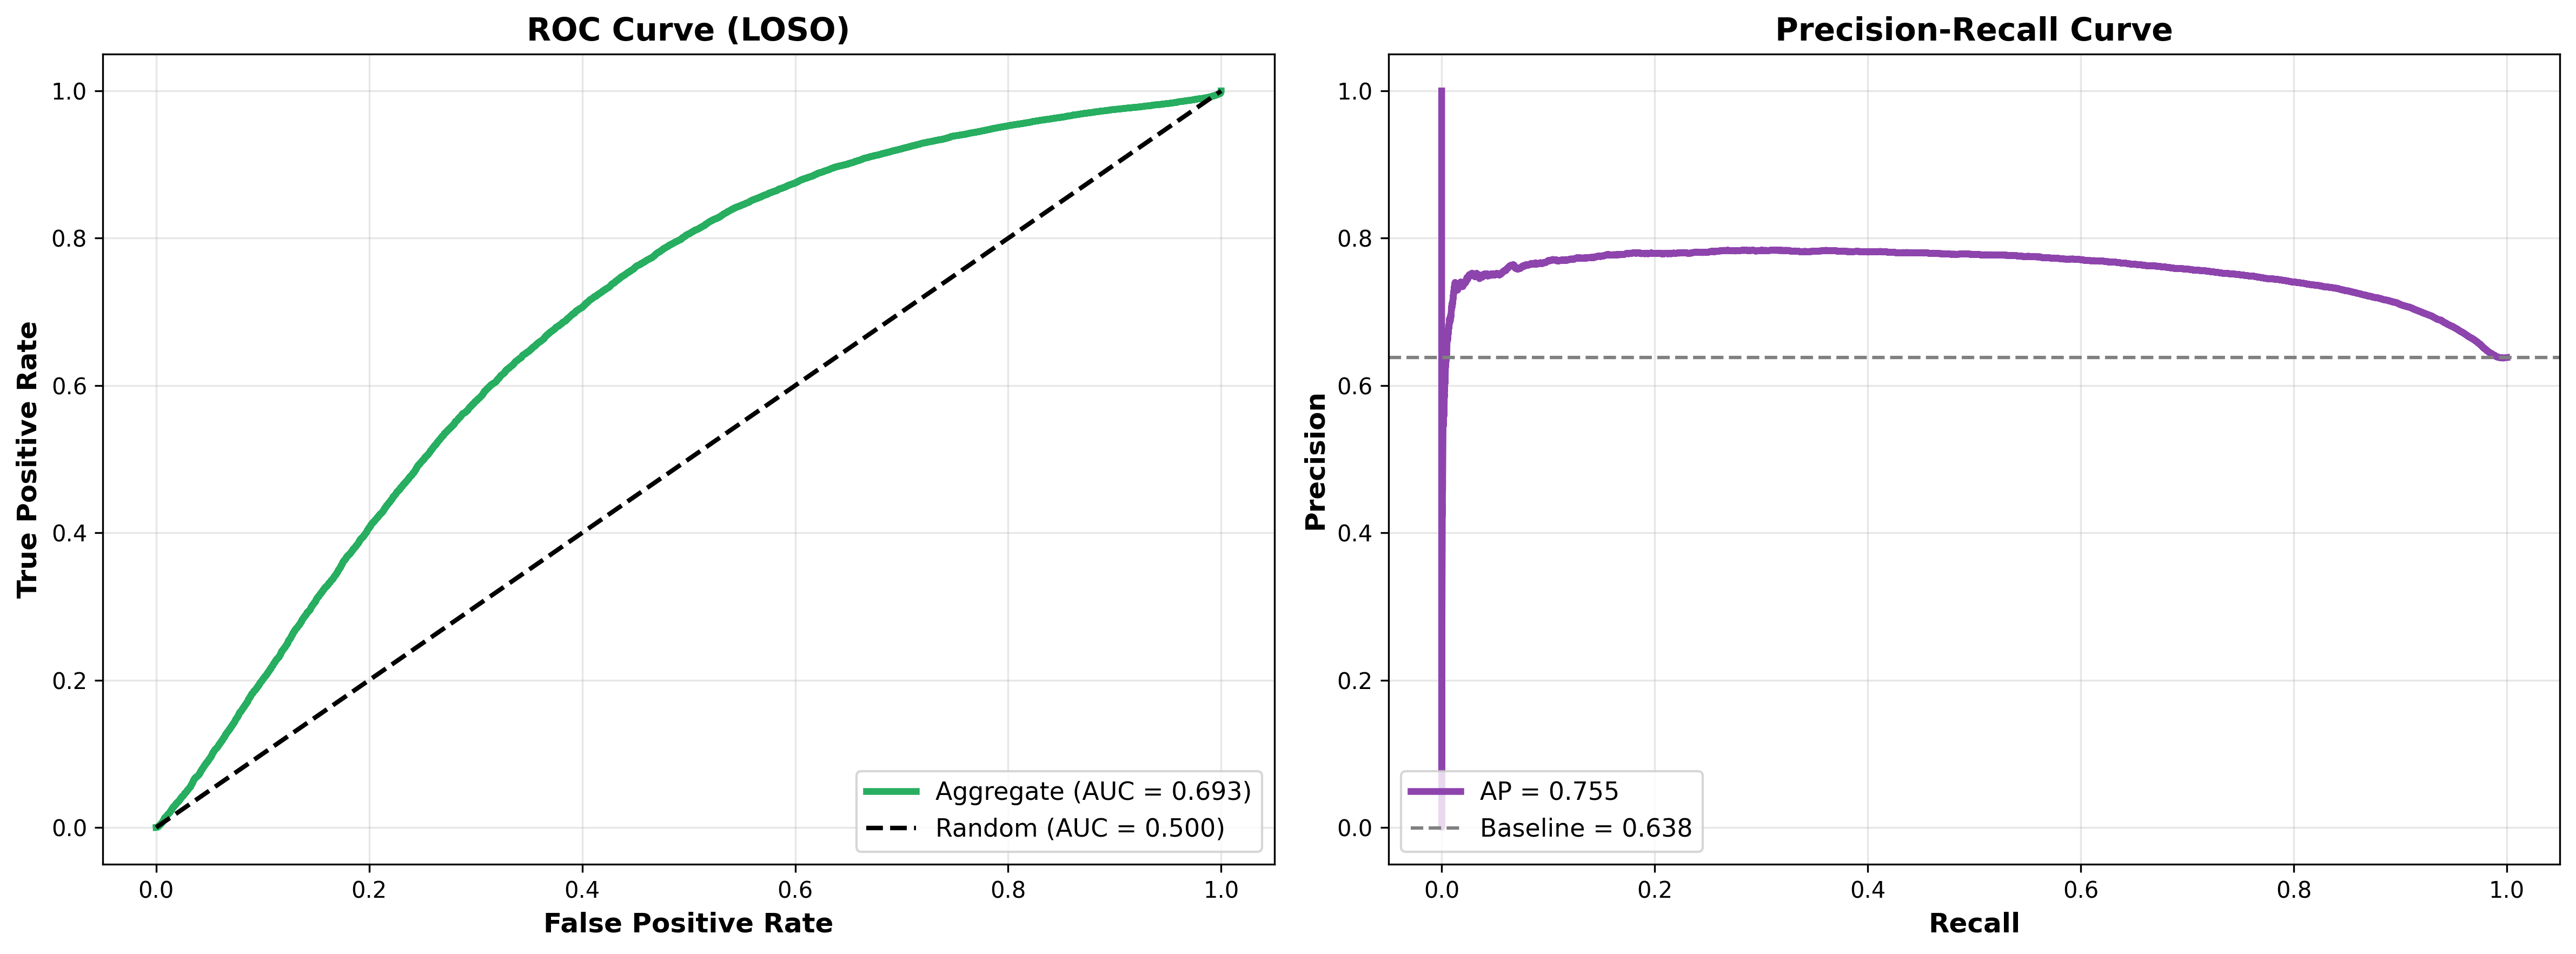 ROC Curve (LOSO)
True Positive Rate
1.0
0.8
0.6
0.4
0.2
0.0
0.0 0.2 0.4 0.6 0.8 1.0
False Positive Rate
Aggregate (AUC = 0.693)
Random (AUC = 0.500)
Precision-Recall Curve
Precision
1.0
0.8
0.6
0.4
0.2
0.0
0.0 0.2 0.4 0.6 0.8 1.0
Recall
AP = 0.755
Baseline = 0.638